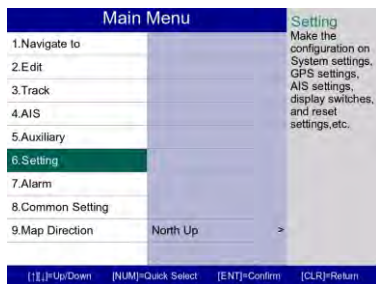 Main Menu
1.Navigate to
2.Edit
3.Track
4.AIS
5.Auxiliary
6.Setting
7.Alarm
8.Common Setting
9.Map Direction North Up >
Setting
Make the
configuration on
System settings,
GPS settings,
AIS settings,
display switches,
and reset
settings,etc.
[↑][↓]=Up/Down [NUM]=Quick Select [ENT]=Confirm [CLR]=Return